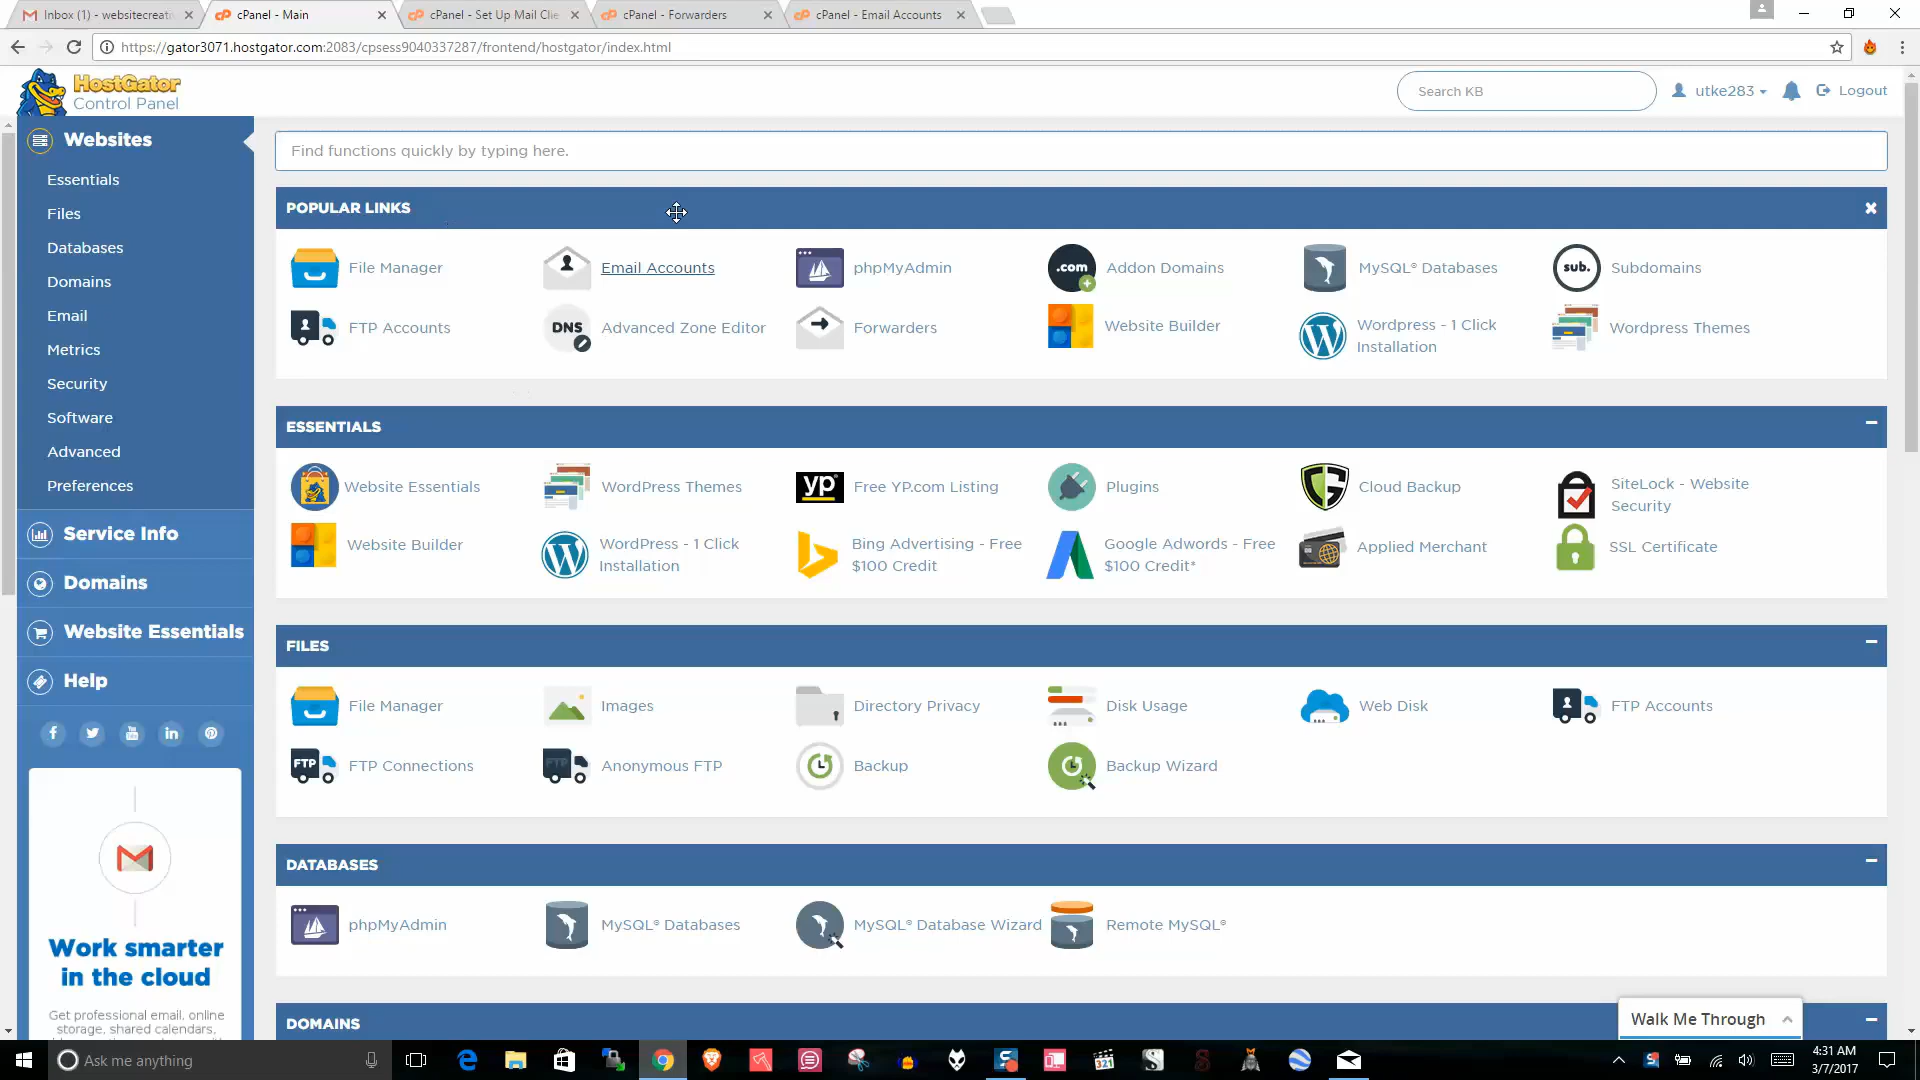 Inbox (1) - websitecreatr
cPanel - Main
cPanel - Set Up Mail Clie
cPanel - Forwarders
cPanel - Email Accounts
https://gator3071.hostgator.com:2083/cpsess9040337287/frontend/hostgator/index.html
HostGator
Control Panel
Search KB
utke283
Logout
Websites
Essentials
Files
Databases
Domains
Email
Metrics
Security
Software
Advanced
Preferences
Service Info
Domains
Website Essentials
Help
Work smarter
in the cloud
Get professional email, online
storage, shared calendars,
Find functions quickly by typing here.
POPULAR LINKS
File Manager
Email Accounts
phpMyAdmin
.com
Addon Domains
MySQL® Databases
sub.
Subdomains
FTP Accounts
DNS
Advanced Zone Editor
Forwarders
Website Builder
Wordpress - 1 Click
Installation
Wordpress Themes
ESSENTIALS
Website Essentials
WordPress Themes
yp
Free YP.com Listing
Plugins
Cloud Backup
SiteLock - Website
Security
Website Builder
WordPress - 1 Click
Installation
Bing Advertising - Free
$100 Credit
Google Adwords - Free
$100 Credit*
Applied Merchant
SSL Certificate
FILES
File Manager
Images
Directory Privacy
Disk Usage
Web Disk
FTP Accounts
FTP
FTP Connections
FTP
Anonymous FTP
Backup
Backup Wizard
DATABASES
phpMyAdmin
MySQL® Databases
MySQL® Database Wizard
Remote MySQL®
DOMAINS
Walk Me Through
Ask me anything
321
4:31 AM
3/7/2017